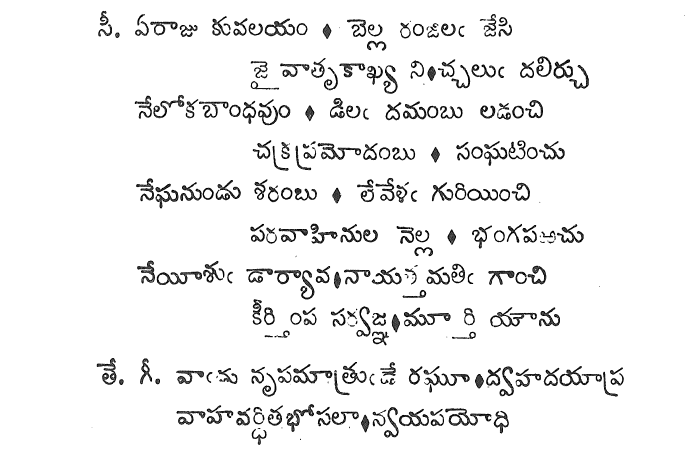 సీ. ఏరాజు కువలయం ♦ బెల్ల రంజిలఁ జేసి
జై వాతృకాఖ్య ని♦చ్చలుఁ దలిర్చు
నేలోకబాంధవుం ♦ డిలఁ దమంబు లడంచి
చక్రప్రమోదంబు ♦ సంఘటించు
నేఘనుండు శరంబు ♦ లేవేళఁ గురియించి
పరవాహినుల నెల్ల ♦ భంగపఱచు
నేయీశుఁ డార్యావ♦నాయత్తమతిఁ గాంచి
కీర్తింప సర్వజ్ఞ♦మూర్తి యౌను
తే. గీ. వాఁడు నృపమాత్రుఁడే రఘూ♦ద్వహదయాప్ర
వాహవర్ధితభోసలా♦న్వయపయోధి